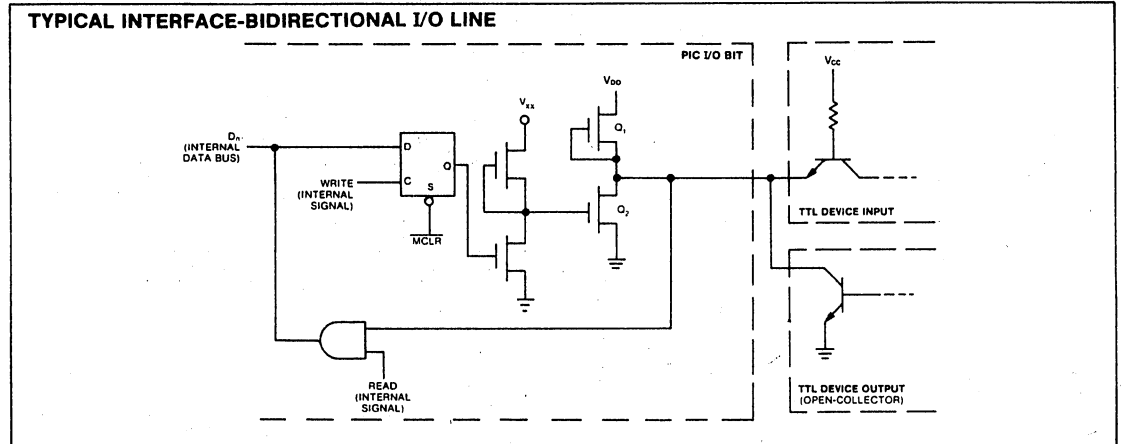 TYPICAL INTERFACE-BIDIRECTIONAL I/O LINE
PIC I/O BIT
VCC
VDD
VXX
Q1
Dn
(INTERNAL
DATA BUS)
D
Q
WRITE
(INTERNAL
SIGNAL)
C
S
Q2
TTL DEVICE INPUT
MCLR
READ
(INTERNAL
SIGNAL)
TTL DEVICE OUTPUT
(OPEN-COLLECTOR)